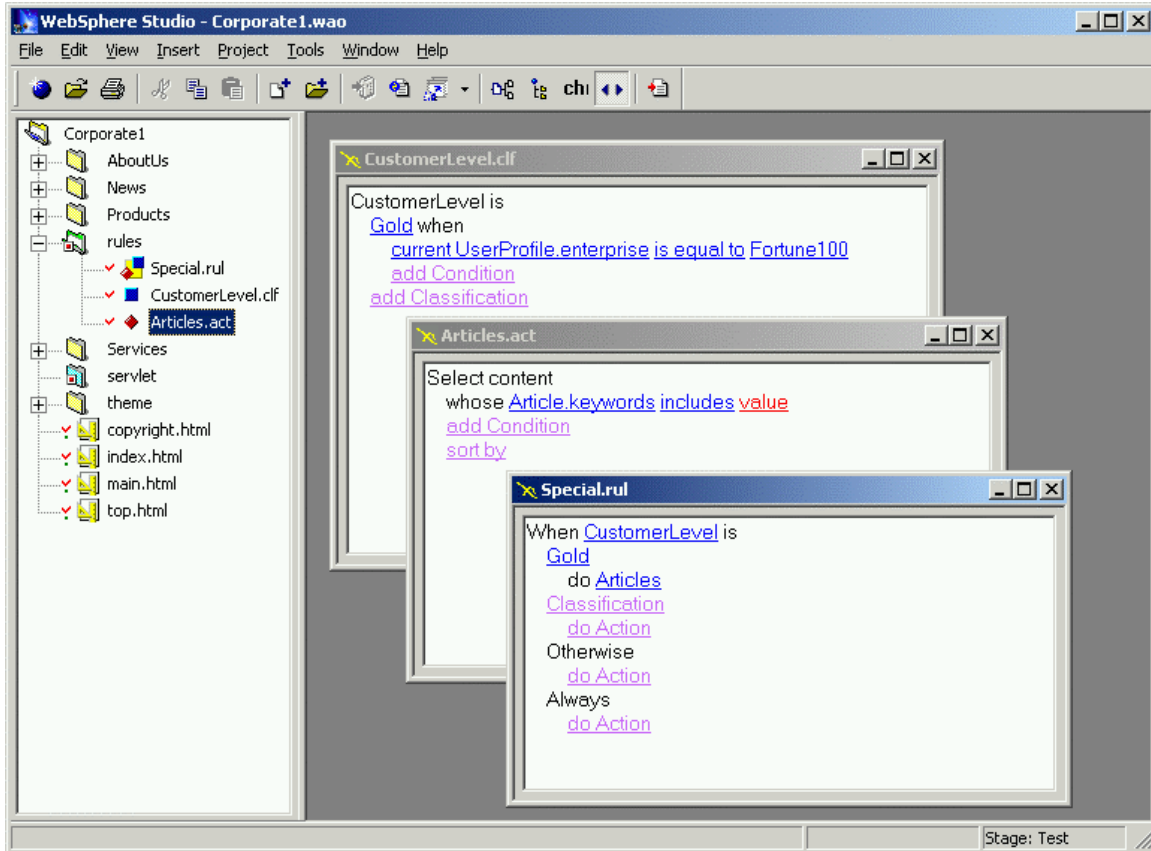 WebSphere Studio - Corporate1.wao
File Edit View Insert Project Tools Window Help
chi
Corporate1
AboutUs
News
Products
rules
Special.rul
CustomerLevel.clf
Articles.act
Services
servlet
theme
copyright.html
index.html
main.html
top.html
CustomerLevel.clf
CustomerLevel is
Gold when
current UserProfile.enterprise is equal to Fortune100
add Condition
add Classification
Articles.act
Select content
whose Article.keywords includes value
add Condition
sort by
Special.rul
When CustomerLevel is
Gold
do Articles
Classification
do Action
Otherwise
do Action
Always
do Action
Stage: Test